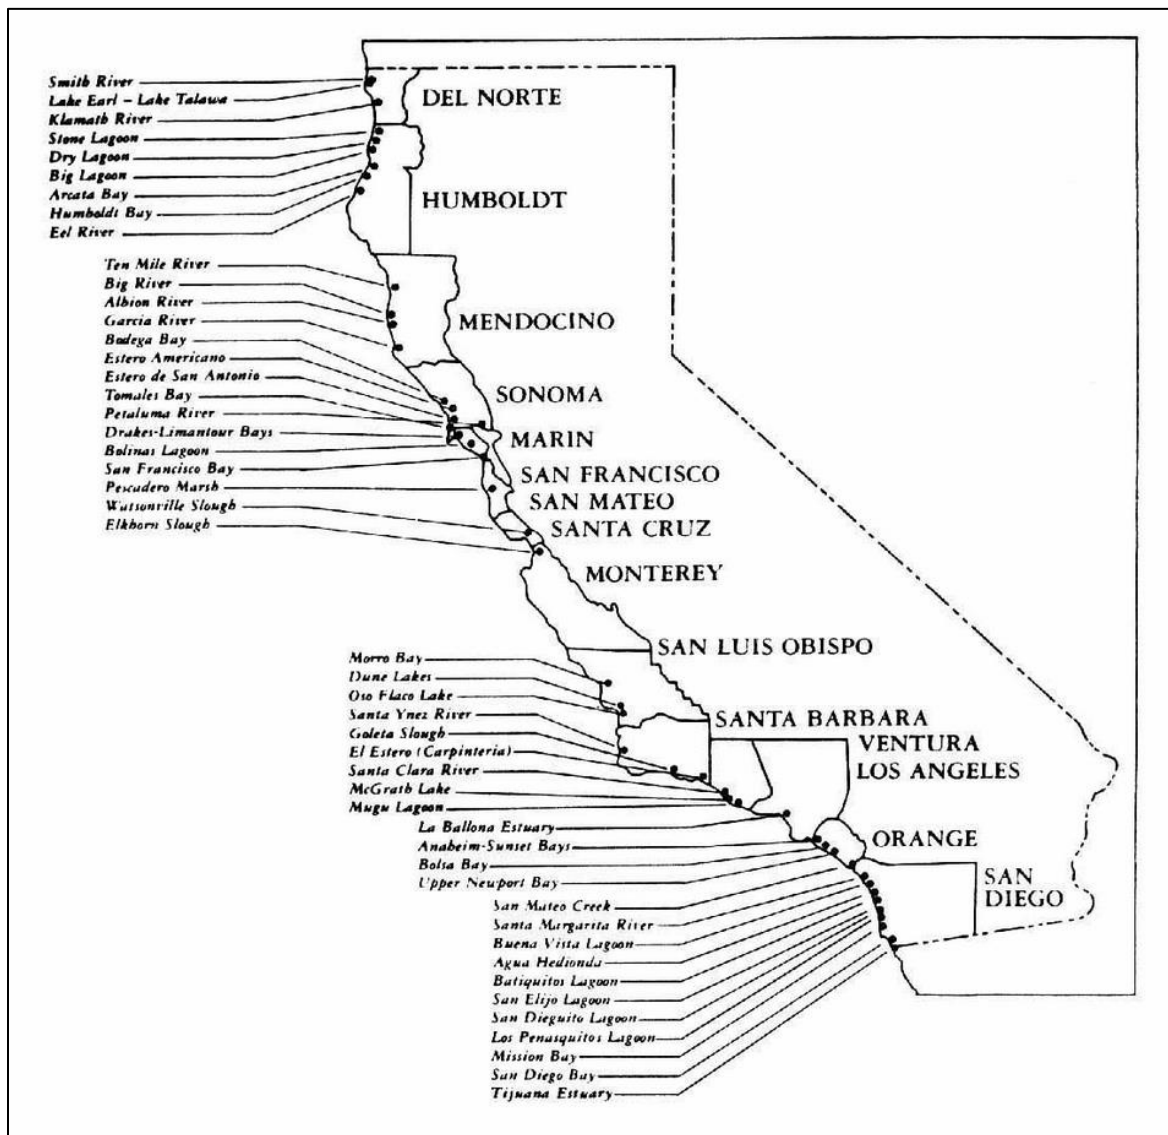 Smith River
Lake Earl – Lake Talawa
Klamath River
Stone Lagoon
Dry Lagoon
Big Lagoon
Arcata Bay
Humboldt Bay
Eel River
DEL NORTE
HUMBOLDT
Ten Mile River
Big River
Albion River
Garcia River
Bodega Bay
Estero Americano
Estero de San Antonio
Tomales Bay
Petaluma River
Drakes-Limantour Bays
Bolinas Lagoon
San Francisco Bay
Pescadero Marsh
Watsonville Slough
Elkhorn Slough
MENDOCINO
SONOMA
MARIN
SAN FRANCISCO
SAN MATEO
SANTA CRUZ
MONTEREY
SAN LUIS OBISPO
Morro Bay
Dune Lakes
Oso Flaco Lake
Santa Ynez River
Goleta Slough
El Estero (Carpinteria)
Santa Clara River
McGrath Lake
Mugu Lagoon
SANTA BARBARA
VENTURA
LOS ANGELES
La Ballona Estuary
Anaheim-Sunset Bays
Bolsa Bay
Upper Newport Bay
ORANGE
SAN
DIEGO
San Mateo Creek
Santa Margarita River
Buena Vista Lagoon
Agua Hedionda
Batiquitos Lagoon
San Elijo Lagoon
San Dieguito Lagoon
Los Penasquitos Lagoon
Mission Bay
San Diego Bay
Tijuana Estuary